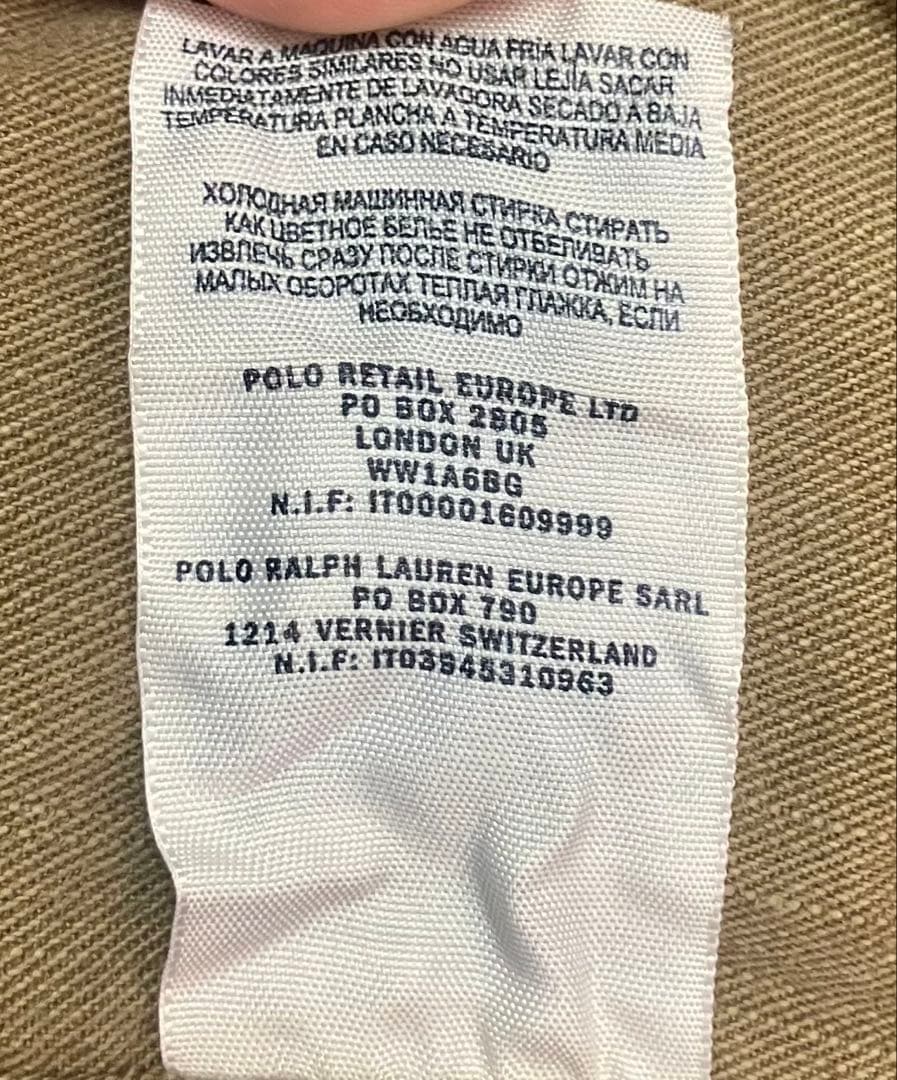 LAVAR A MAQUINA CON AGUA FRIA LAVAR CON
COLORES SIMILARES NO USAR LEJÍA SACAR
INMEDIATAMENTE DE LAVADORA SECADO A BAJA
TEMPERATURA PLANCHA A TEMPERATURA MEDIA
EN CASO NECESARIO
ХОЛОДНАЯ МАШИННАЯ СТИРКА СТИРАТЬ
КАК ЦВЕТНОЕ БЕЛЬЕ НЕ ОТБЕЛИВАТЬ
ИЗВЛЕЧЬ СРАЗУ ПОСЛЕ СТИРКИ ОТЖИМ НА
МАЛЫХ ОБОРОТАХ ТЕПЛАЯ ГЛАЖКА, ЕСЛИ
НЕОБХОДИМО
POLO RETAIL EUROPE LTD
PO BOX 2805
LONDON UK
WW1A6BG
N.I.F: IT00001609999
POLO RALPH LAUREN EUROPE SARL
PO BOX 790
1214 VERNIER SWITZERLAND
N.I.F: IT03945310963